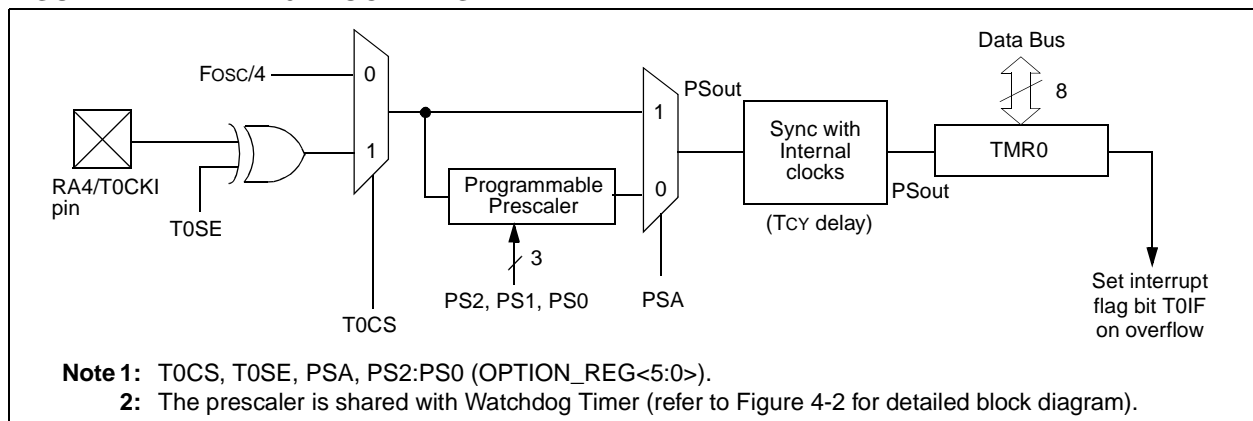 Data Bus
FOSC/4
0
PSout
8
1
1
Sync with
Internal
clocks
TMR0
RA4/T0CKI
pin
Programmable
Prescaler
0
PSout
T0SE
(TCY delay)
3
PS2, PS1, PS0
PSA
T0CS
Set interrupt
flag bit T0IF
on overflow
Note 1: T0CS, T0SE, PSA, PS2:PS0 (OPTION_REG<5:0>).
2: The prescaler is shared with Watchdog Timer (refer to Figure 4-2 for detailed block diagram).